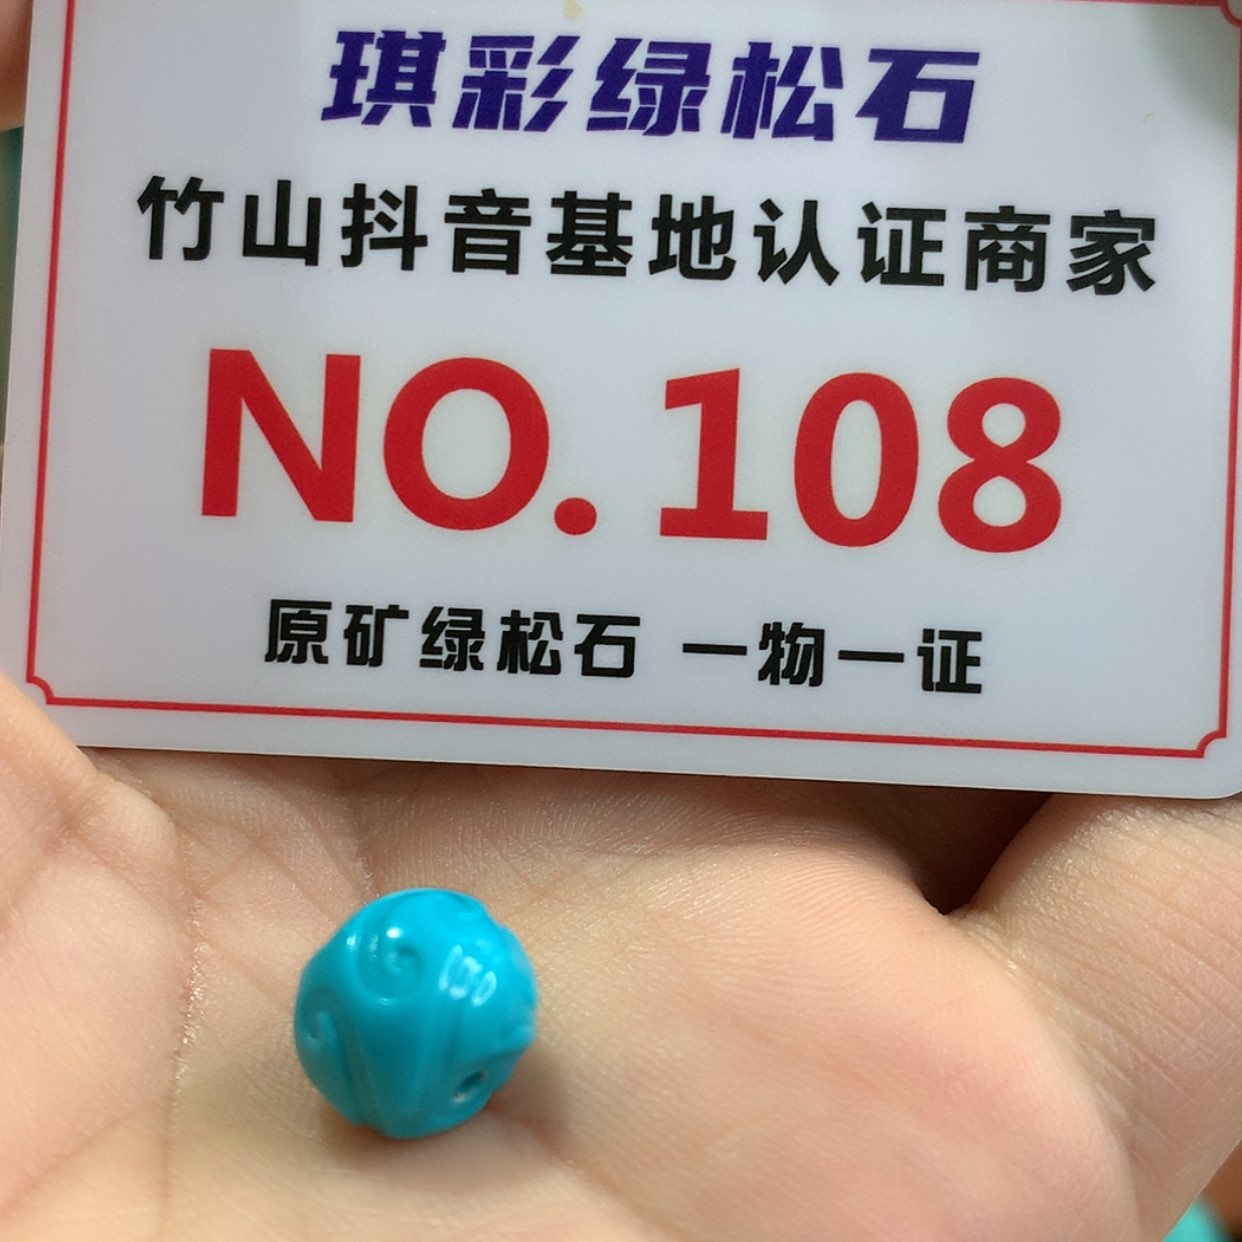 琪彩绿松石
竹山抖音基地认证商家
NO.108
原矿绿松石 一物一证